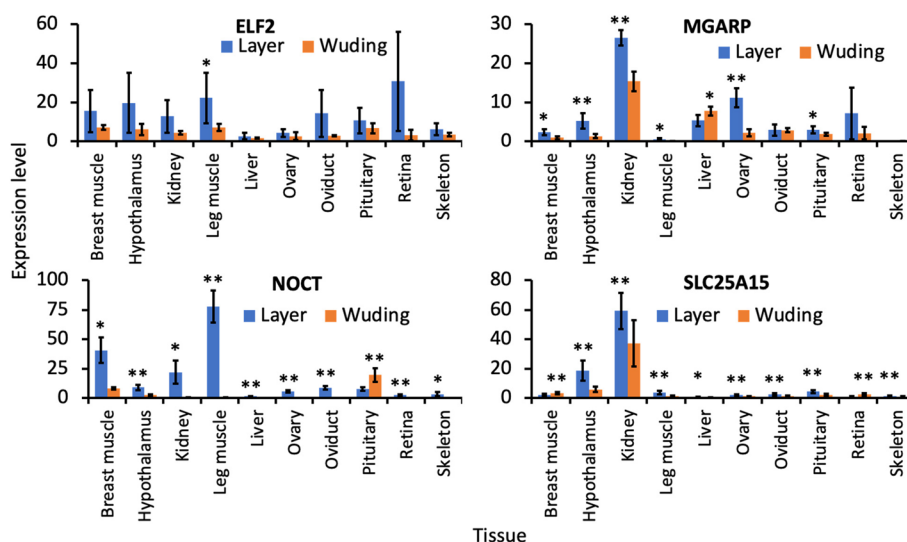 ELF2
Layer Wuding
60
40
20
0
*
Breast muscle
Hypothalamus
Kidney
Leg muscle
Liver
Ovary
Oviduct
Pituitary
Retina
Skeleton
MGARP
Layer Wuding
30
20
10
0
* ** ** * * ** *
Breast muscle
Hypothalamus
Kidney
Leg muscle
Liver
Ovary
Oviduct
Pituitary
Retina
Skeleton
Expression level
NOCT
Layer Wuding
100
75
50
25
0
* ** * ** ** ** ** ** ** *
Breast muscle
Hypothalamus
Kidney
Leg muscle
Liver
Ovary
Oviduct
Pituitary
Retina
Skeleton
SLC25A15
Layer Wuding
80
60
40
20
0
** ** ** ** * ** ** ** ** **
Breast muscle
Hypothalamus
Kidney
Leg muscle
Liver
Ovary
Oviduct
Pituitary
Retina
Skeleton
Tissue